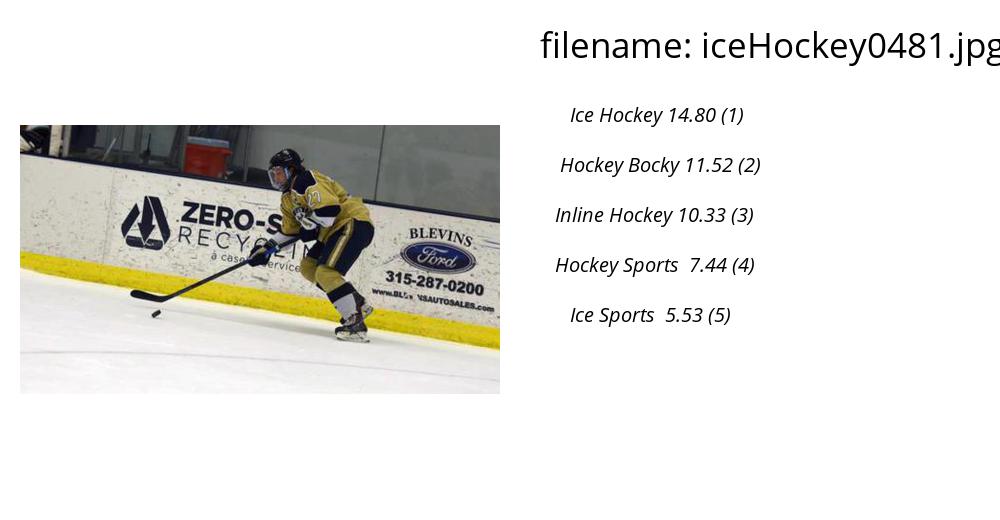 filename: iceHockey0481.jpg
Ice Hockey 14.80 (1)
Hockey Bocky 11.52 (2)
Inline Hockey 10.33 (3)
Hockey Sports 7.44 (4)
Ice Sports 5.53 (5)
27
ZERO-S
RECYCLIN
a case service
BLEVINS
Ford
315-287-0200